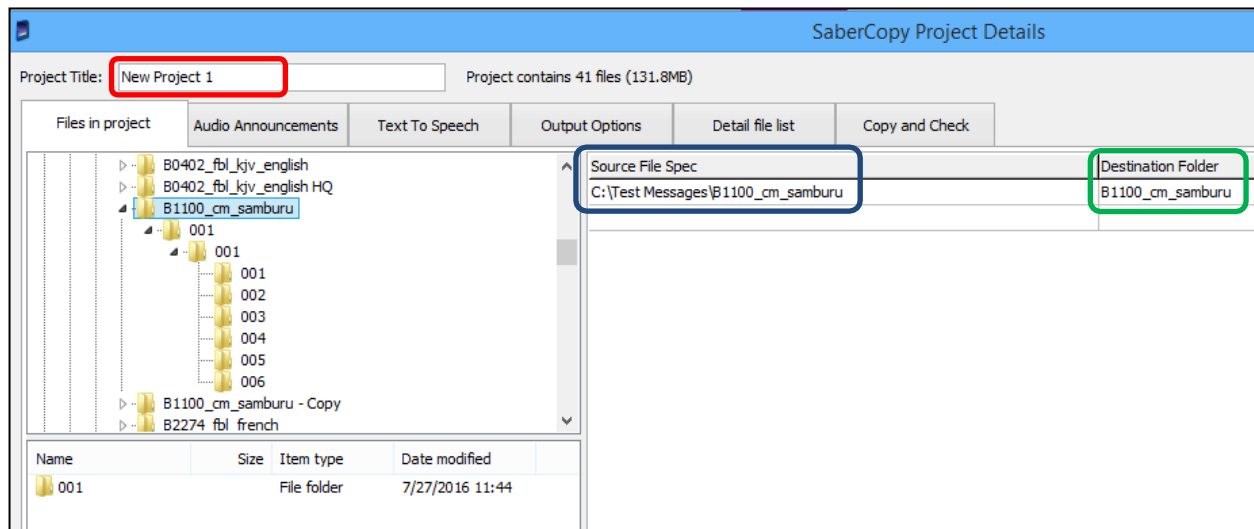 SaberCopy Project Details
Project Title: New Project 1 Project contains 41 files (131.8MB)
Files in project Audio Announcements Text To Speech Output Options Detail file list Copy and Check
B0402_fbl_kjv_english
B0402_fbl_kjv_english HQ
B1100_cm_samburu
001
001
001
002
003
004
005
006
B1100_cm_samburu - Copy
B2274_fbl_french
Source File Spec Destination Folder
C:\Test Messages\B1100_cm_samburu B1100_cm_samburu
Name Size Item type Date modified
001 File folder 7/27/2016 11:44